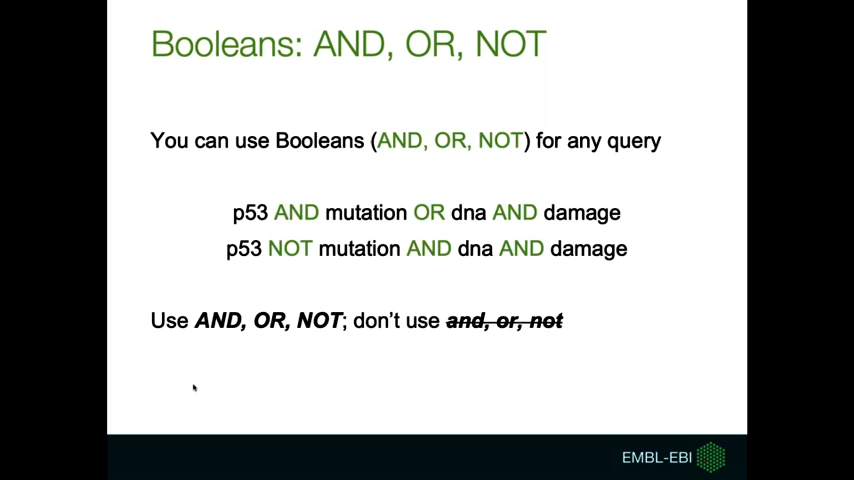 Booleans: AND, OR, NOT
You can use Booleans (AND, OR, NOT) for any query
p53 AND mutation OR dna AND damage
p53 NOT mutation AND dna AND damage
Use AND, OR, NOT; don’t use and, or, not
EMBL-EBI